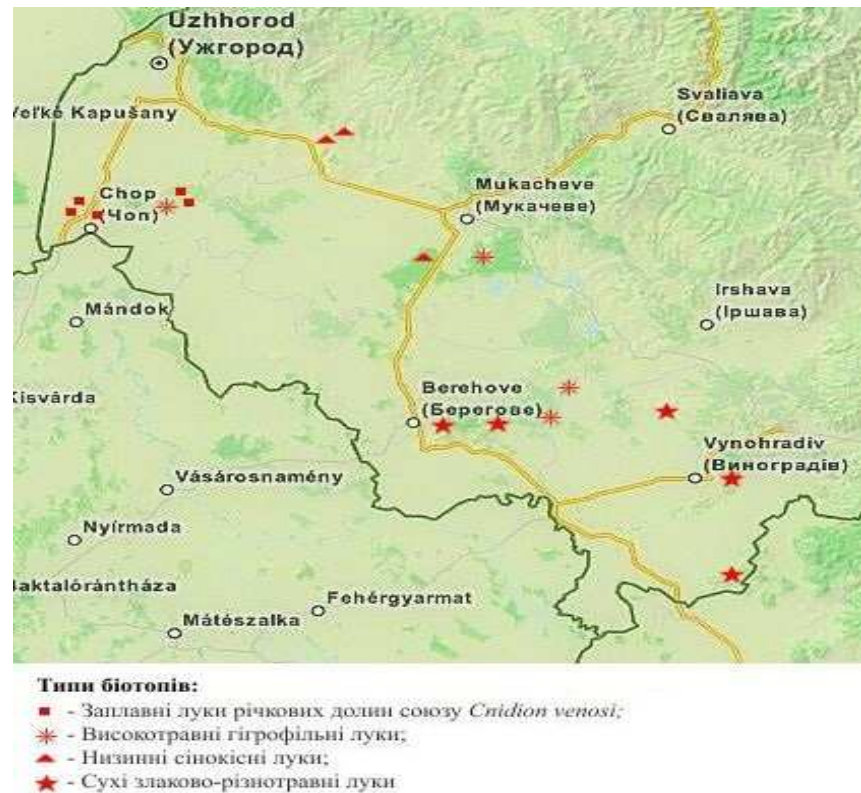 Uzhhorod
(Ужгород)
Veľké Kapušany
Svaliava
(Свалява)
Chop
(Чоп)
Mukacheve
(Мукачеве)
Mándok
Irshava
(Іршава)
Kisvárda
Berehove
(Берегове)
Vynohradiv
(Виноградів)
Vásárosnamény
Nyírmada
Baktalórántháza
Fehérgyarmat
Mátészalka
Типи біотопів:
- Заплавні луки річкових долин союзу Cnidion venosi;
- Високотравні гігрофільні луки;
- Низинні сінокісні луки;
- Сухі злаково-різнотравні луки